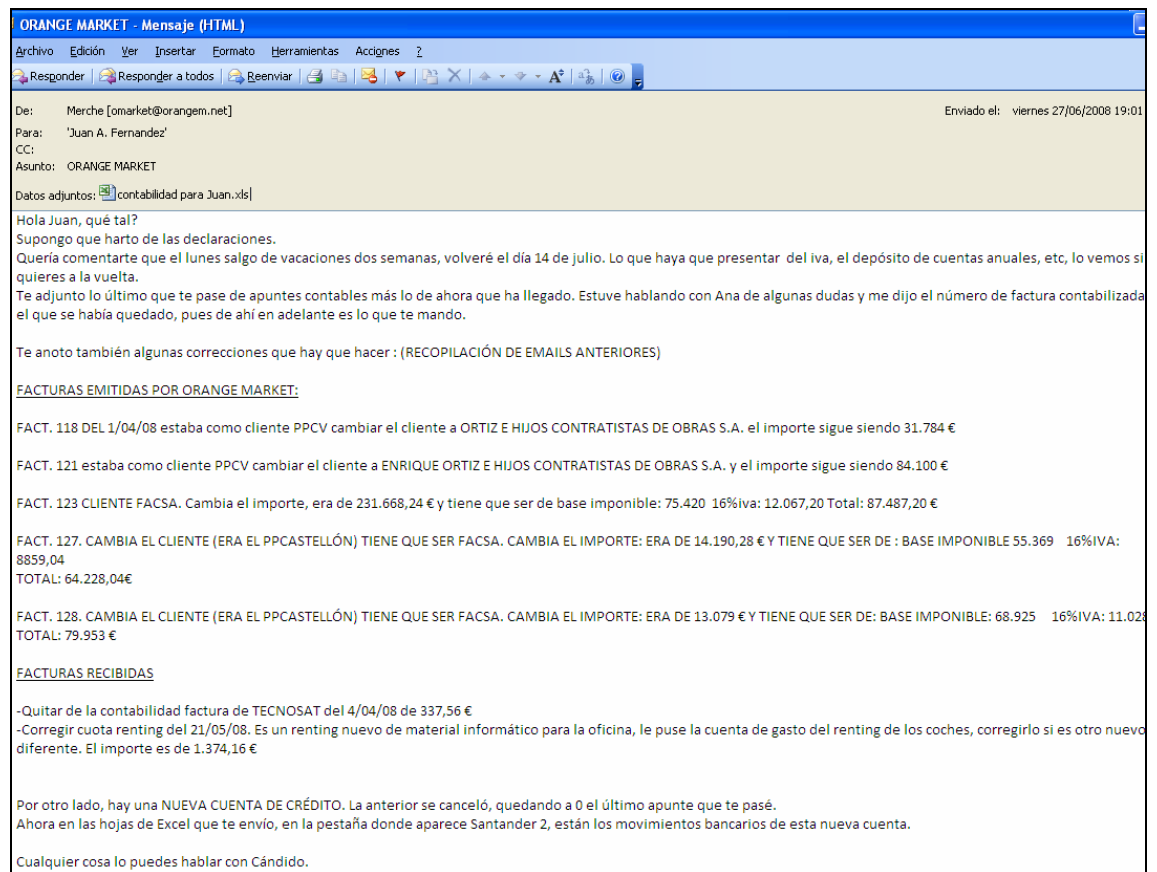 ORANGE MARKET - Mensaje (HTML)
Archivo Edición Ver Insertar Formato Herramientas Acciones ?
Responder Responder a todos Reenviar
De: Merche [omarket@orangem.net] Enviado el: viernes 27/06/2008 19:01
Para: 'Juan A. Fernandez'
CC:
Asunto: ORANGE MARKET
Datos adjuntos: contabilidad para Juan.xls
Hola Juan, qué tal?
Supongo que harto de las declaraciones.
Quería comentarte que el lunes salgo de vacaciones dos semanas, volveré el día 14 de julio. Lo que haya que presentar del iva, el depósito de cuentas anuales, etc, lo vemos si
quieres a la vuelta.
Te adjunto lo último que te pase de apuntes contables más lo de ahora que ha llegado. Estuve hablando con Ana de algunas dudas y me dijo el número de factura contabilizada
el que se había quedado, pues de ahí en adelante es lo que te mando.
Te anoto también algunas correcciones que hay que hacer : (RECOPILACIÓN DE EMAILS ANTERIORES)
FACTURAS EMITIDAS POR ORANGE MARKET:
FACT. 118 DEL 1/04/08 estaba como cliente PPCV cambiar el cliente a ORTIZ E HIJOS CONTRATISTAS DE OBRAS S.A. el importe sigue siendo 31.784 €
FACT. 121 estaba como cliente PPCV cambiar el cliente a ENRIQUE ORTIZ E HIJOS CONTRATISTAS DE OBRAS S.A. y el importe sigue siendo 84.100 €
FACT. 123 CLIENTE FACSA. Cambia el importe, era de 231.668,24 € y tiene que ser de base imponible: 75.420 16%iva: 12.067,20 Total: 87.487,20 €
FACT. 127. CAMBIA EL CLIENTE (ERA EL PPCASTELLÓN) TIENE QUE SER FACSA. CAMBIA EL IMPORTE: ERA DE 14.190,28 € Y TIENE QUE SER DE : BASE IMPONIBLE 55.369 16%IVA:
8859,04
TOTAL: 64.228,04€
FACT. 128. CAMBIA EL CLIENTE (ERA EL PPCASTELLÓN) TIENE QUE SER FACSA. CAMBIA EL IMPORTE: ERA DE 13.079 € Y TIENE QUE SER DE: BASE IMPONIBLE: 68.925 16%IVA: 11.028
TOTAL: 79.953 €
FACTURAS RECIBIDAS
-Quitar de la contabilidad factura de TECNOSAT del 4/04/08 de 337,56 €
-Corregir cuota renting del 21/05/08. Es un renting nuevo de material informático para la oficina, le puse la cuenta de gasto del renting de los coches, corregirlo si es otro nuevo
diferente. El importe es de 1.374,16 €
Por otro lado, hay una NUEVA CUENTA DE CRÉDITO. La anterior se canceló, quedando a 0 el último apunte que te pasé.
Ahora en las hojas de Excel que te envío, en la pestaña donde aparece Santander 2, están los movimientos bancarios de esta nueva cuenta.
Cualquier cosa lo puedes hablar con Cándido.